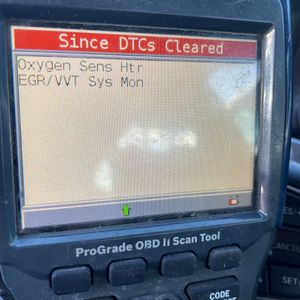 Since DTCs Cleared
Oxygen Sens Htr
EGR/VVT Sys Mon
ProGrade OBD II Scan Tool
CODE